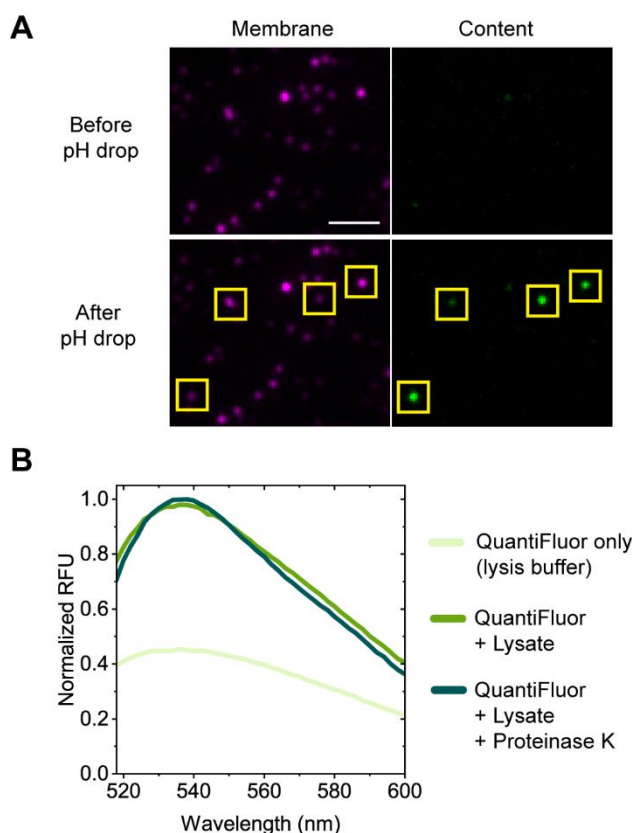 A
Membrane
Content
Before
pH drop
After
pH drop
B
Normalized RFU
1.0
0.8
0.6
0.4
0.2
0.0
520
540
560
580
600
Wavelength (nm)
QuantiFluor only
(lysis buffer)
QuantiFluor
+ Lysate
QuantiFluor
+ Lysate
+ Proteinase K